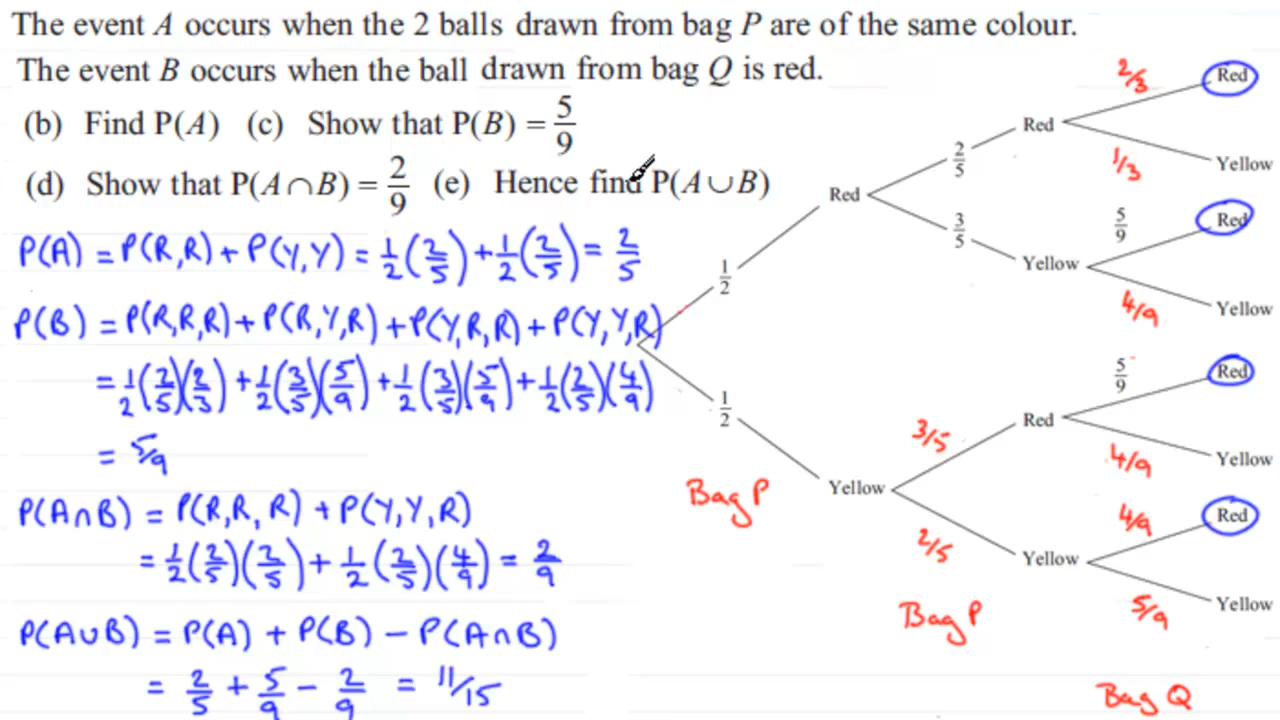 The event A occurs when the 2 balls drawn from bag P are of the same colour.
The event B occurs when the ball drawn from bag Q is red.
(b) Find P(A) (c) Show that P(B) = 5/9
(d) Show that P(A∩B) = 2/9 (e) Hence find P(A∪B)
P(A) = P(R,R) + P(Y,Y) = 1/2(2/5) + 1/2(2/5) = 2/5
P(B) = P(R,R,R) + P(R,Y,R) + P(Y,R,R) + P(Y,Y,R)
= 1/2(2/5)(2/3) + 1/2(3/5)(5/9) + 1/2(3/5)(5/9) + 1/2(2/5)(4/9)
= 5/9
P(A∩B) = P(R,R,R) + P(Y,Y,R)
= 1/2(2/5)(2/5) + 1/2(2/5)(4/9) = 2/9
P(A∪B) = P(A) + P(B) − P(A∩B)
= 2/5 + 5/9 − 2/9 = 11/15
1/2
Red
2/5
Red
2/3
Red
1/3
Yellow
3/5
Yellow
5/9
Red
4/9
Yellow
1/2
Yellow
3/5
Red
5/9
Red
4/9
Yellow
2/5
Yellow
4/9
Red
5/9
Yellow
Bag P
Bag P
Bag Q